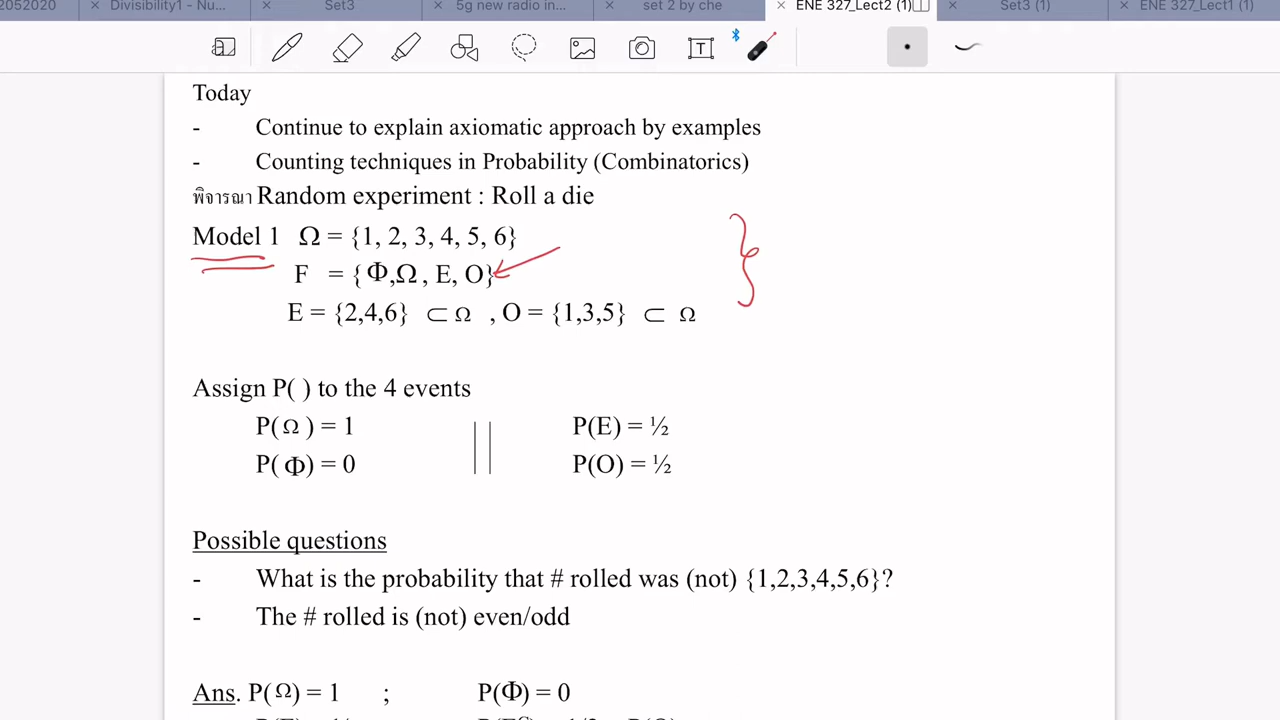 2052020 × Divisibility1 - Nu... × Set3 × 5g new radio in... × set 2 by che × ENE 327_Lect2 (1) × Set3 (1) × ENE 327_Lect1 (1)
Today
- Continue to explain axiomatic approach by examples
- Counting techniques in Probability (Combinatorics)
พิจารณา Random experiment : Roll a die
Model 1 Ω = {1, 2, 3, 4, 5, 6}
F = { Φ,Ω , E, O}
E = {2,4,6} ⊂ Ω , O = {1,3,5} ⊂ Ω
Assign P( ) to the 4 events
P( Ω ) = 1 P(E) = ½
P( Φ) = 0 P(O) = ½
Possible questions
- What is the probability that # rolled was (not) {1,2,3,4,5,6}?
- The # rolled is (not) even/odd
Ans. P( Ω) = 1 ; P(Φ) = 0